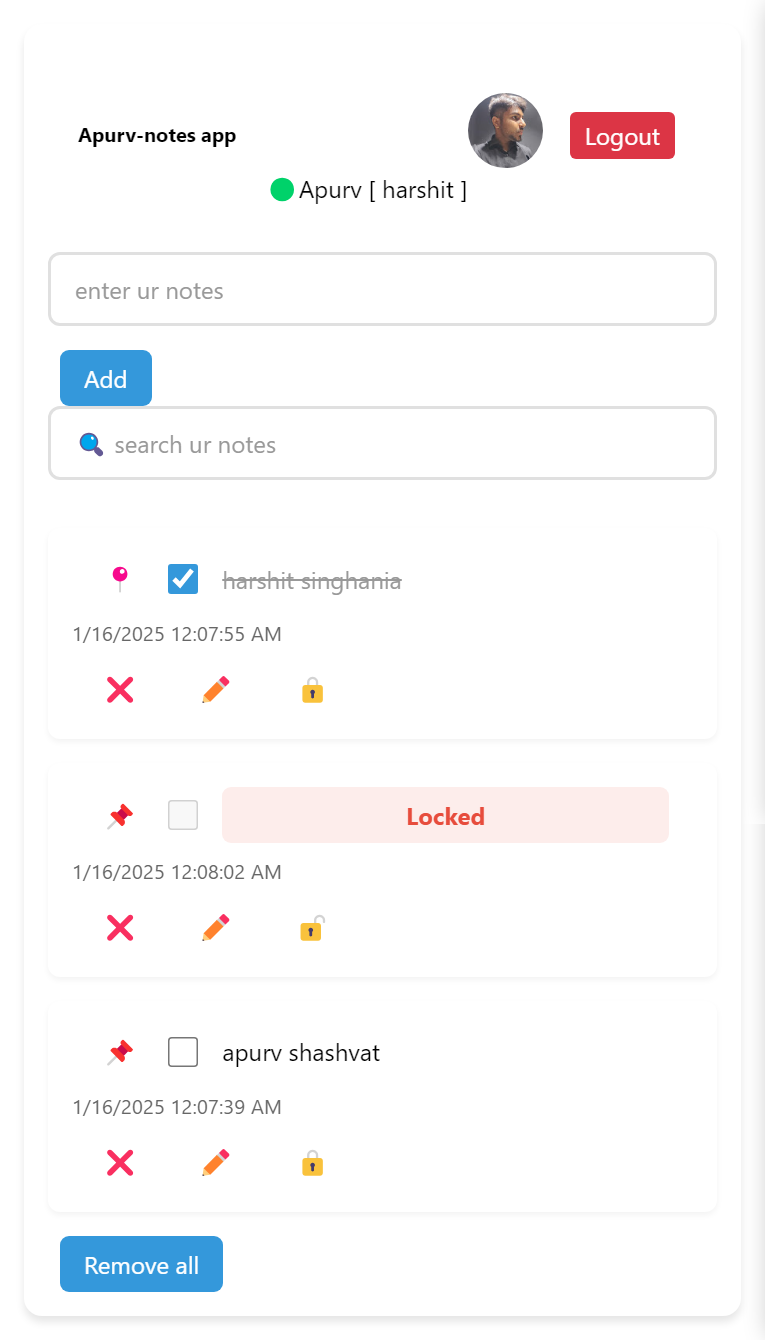 Apurv-notes app
Logout
Apurv [ harshit ]
enter ur notes
Add
search ur notes
harshit singhania
1/16/2025 12:07:55 AM
Locked
1/16/2025 12:08:02 AM
apurv shashvat
1/16/2025 12:07:39 AM
Remove all